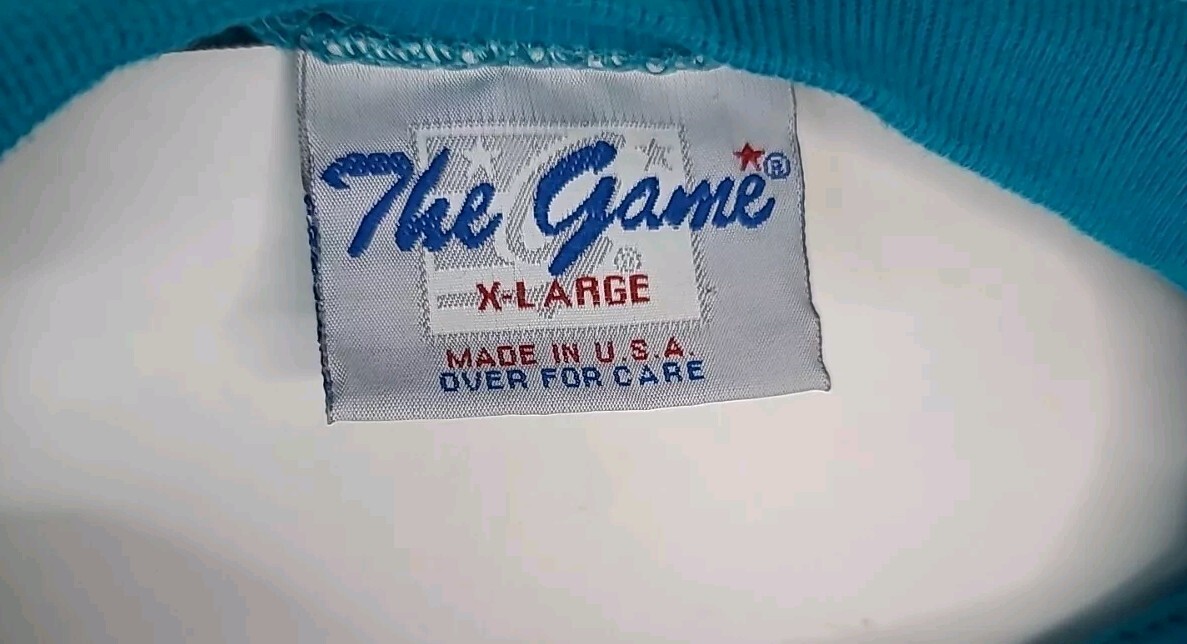 The Game®
X-LARGE
MADE IN U.S.A.
OVER FOR CARE